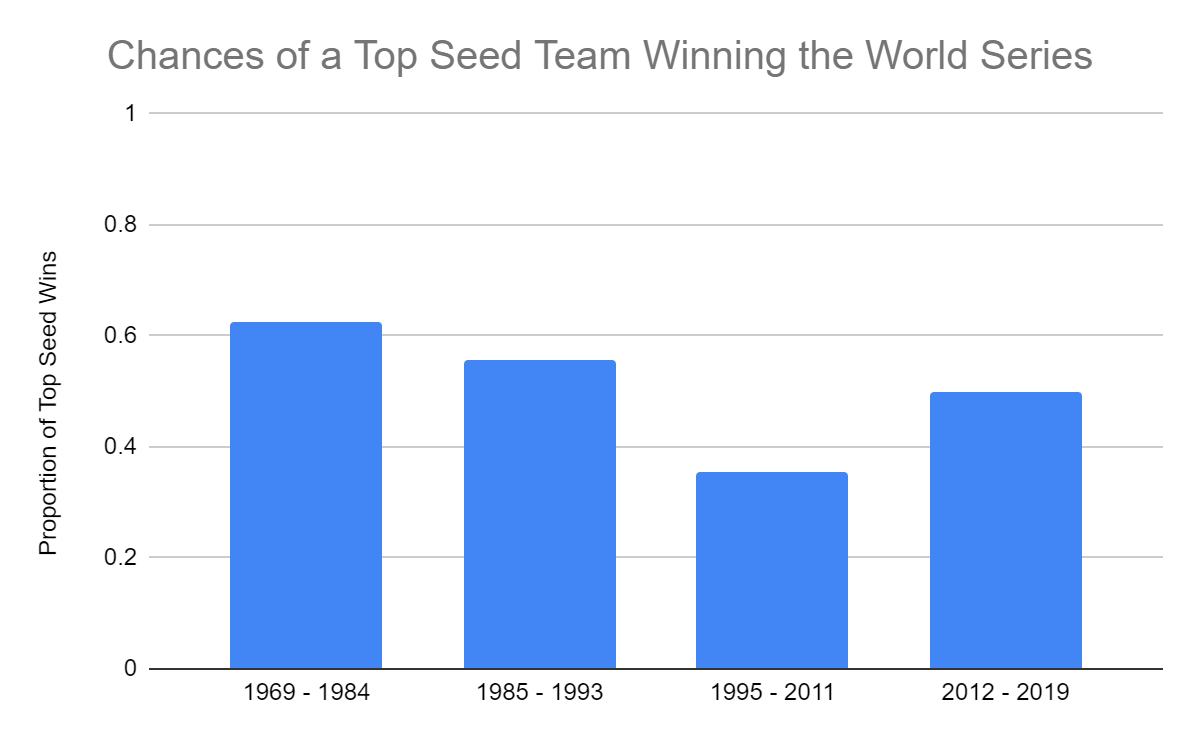 Chances of a Top Seed Team Winning the World Series
Proportion of Top Seed Wins
1
0.8
0.6
0.4
0.2
0
1969 - 1984
1985 - 1993
1995 - 2011
2012 - 2019